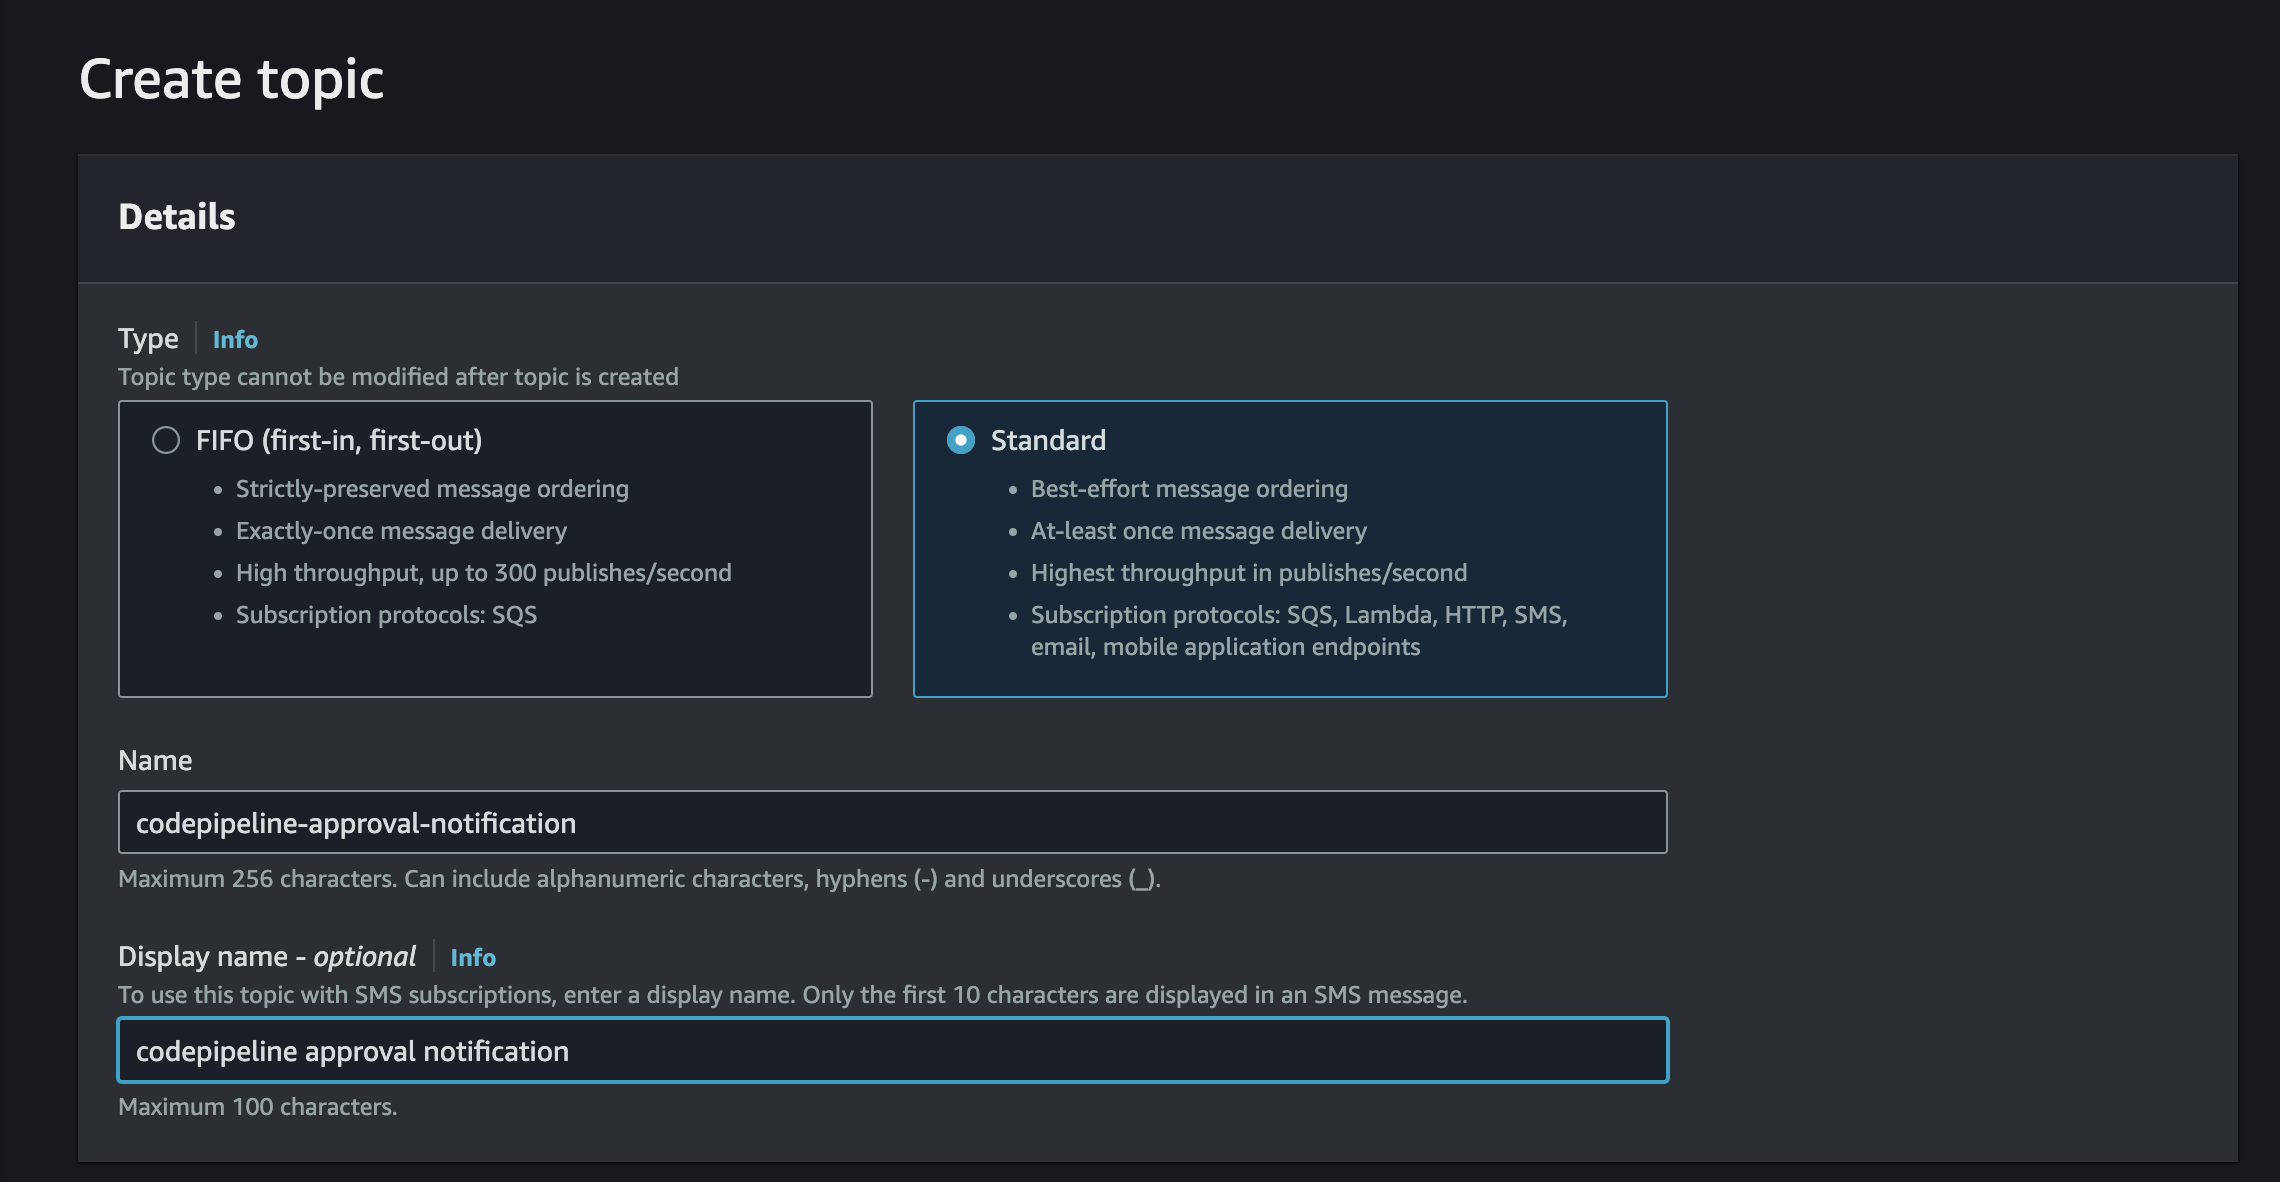 Create topic
Details
Type Info
Topic type cannot be modified after topic is created
FIFO (first-in, first-out)
• Strictly-preserved message ordering
• Exactly-once message delivery
• High throughput, up to 300 publishes/second
• Subscription protocols: SQS
Standard
• Best-effort message ordering
• At-least once message delivery
• Highest throughput in publishes/second
• Subscription protocols: SQS, Lambda, HTTP, SMS,
email, mobile application endpoints
Name
codepipeline-approval-notification
Maximum 256 characters. Can include alphanumeric characters, hyphens (-) and underscores (_).
Display name - optional Info
To use this topic with SMS subscriptions, enter a display name. Only the first 10 characters are displayed in an SMS message.
codepipeline approval notification
Maximum 100 characters.